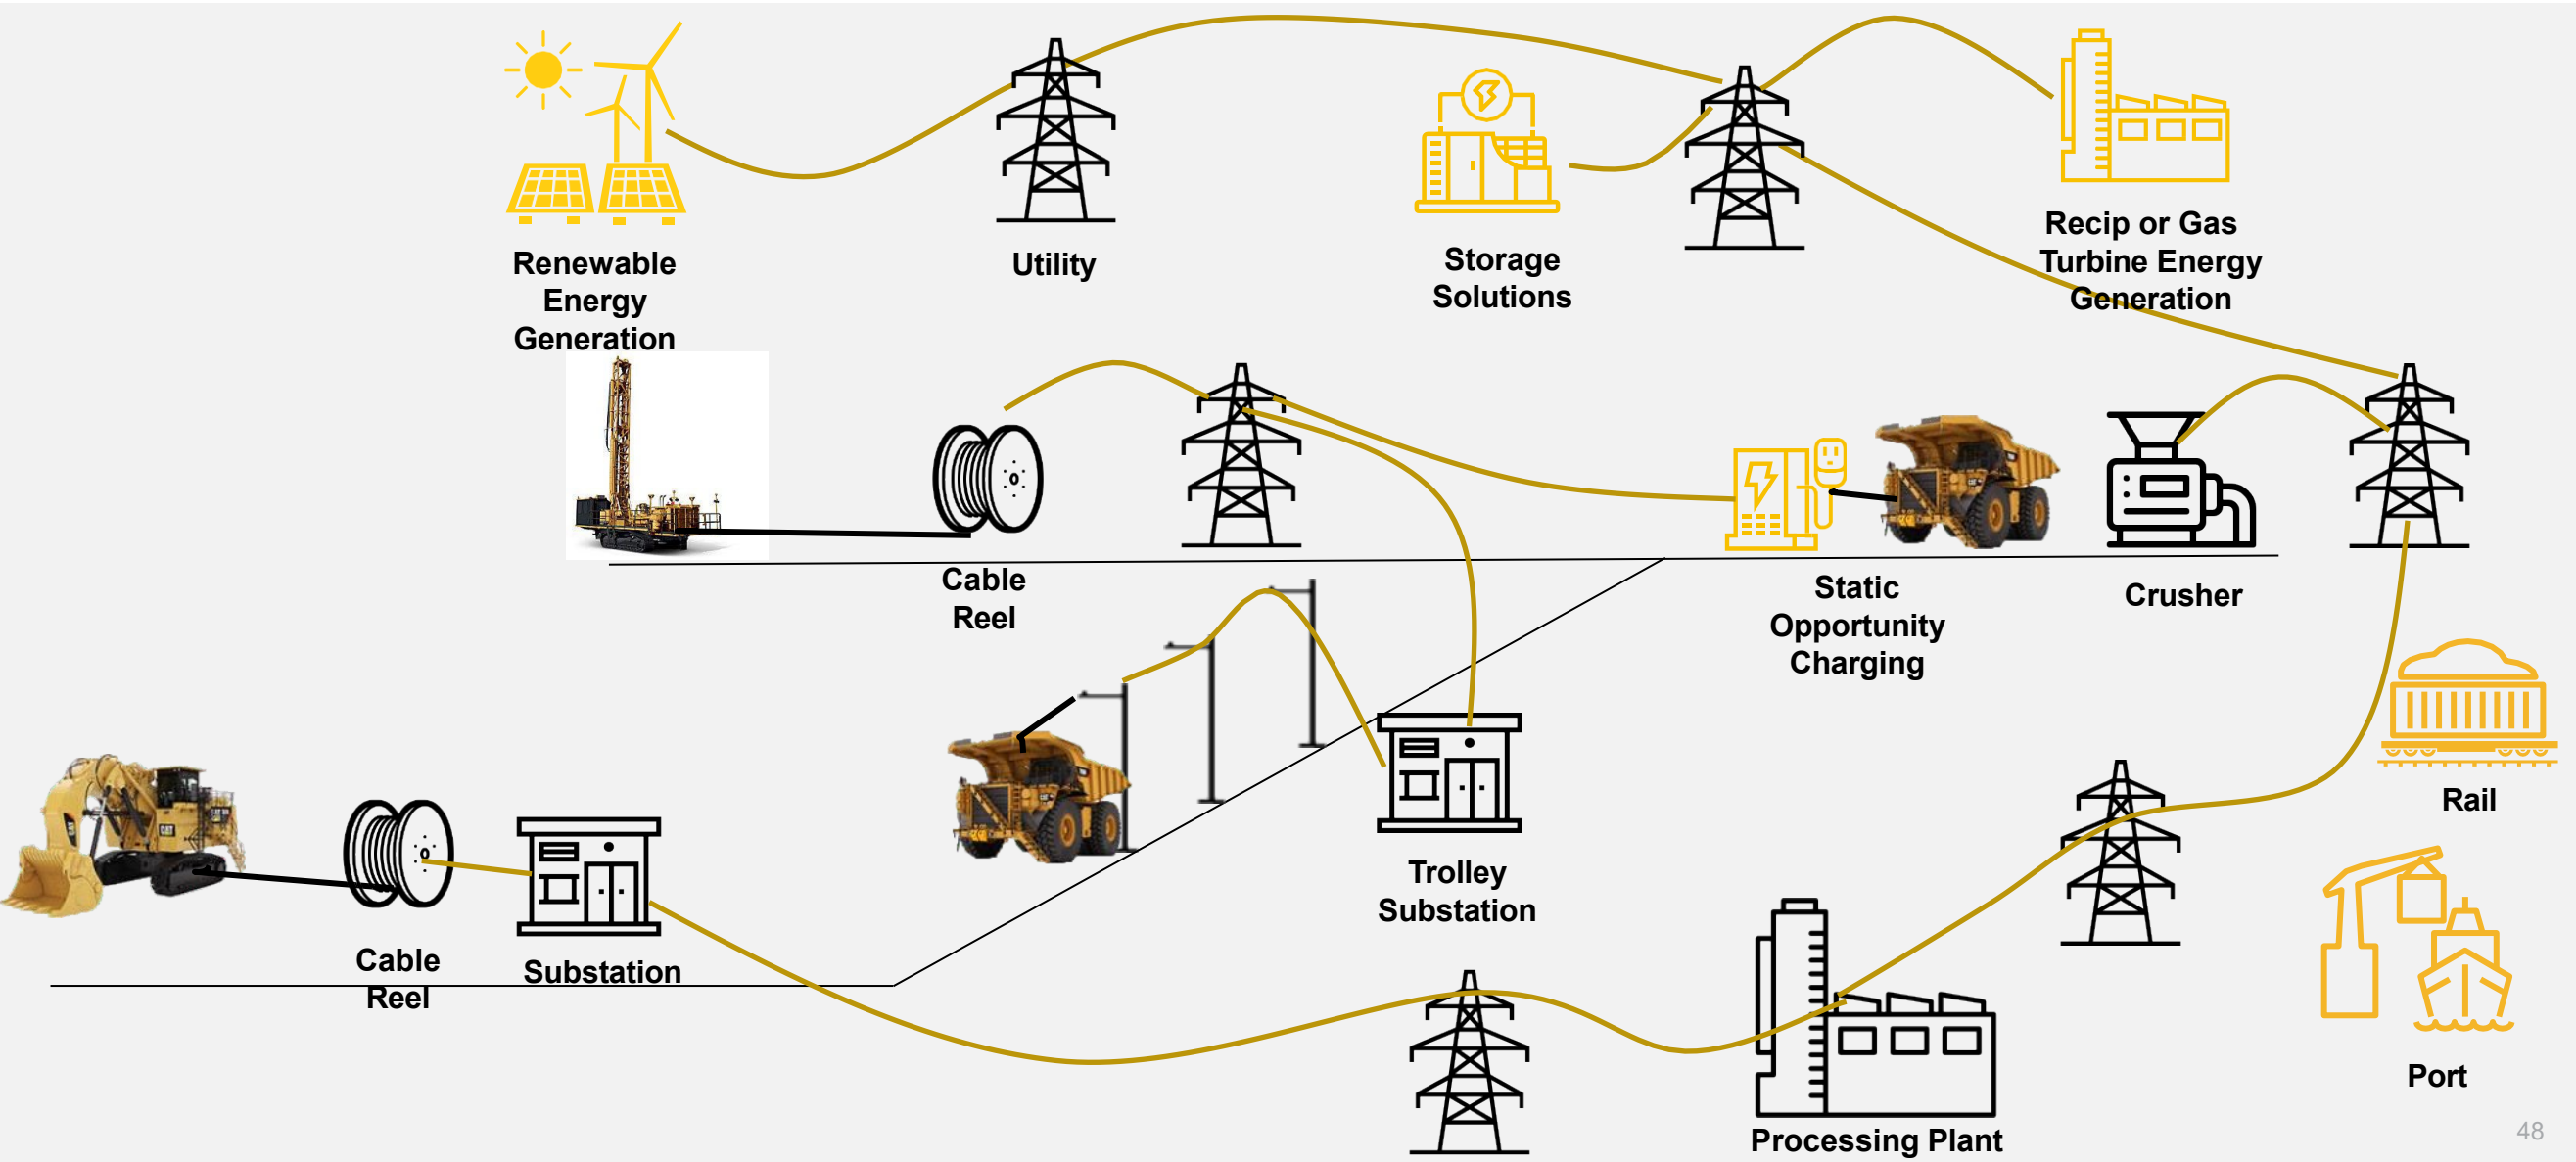 Renewable
Energy
Generation
Utility
Storage
Solutions
Recip or Gas
Turbine Energy
Generation
Cable
Reel
Static
Opportunity
Charging
Crusher
Rail
Trolley
Substation
Cable
Reel
Substation
CAT
Port
Processing Plant
48